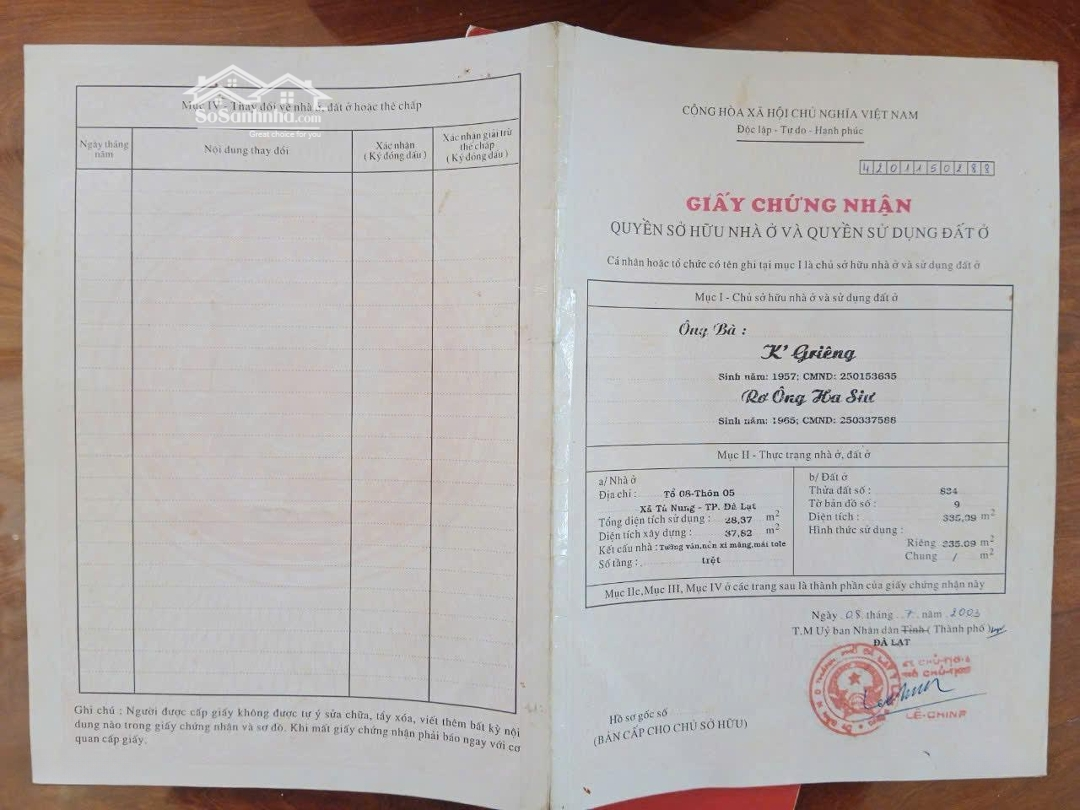 Mục IV - Thay đổi về nhà ở, đất ở hoặc thế chấp
SoSanhnha.com
Great choice for you
Ngày tháng năm
Nội dung thay đổi
Xác nhận
( Ký đóng dấu )
Xác nhận giải trừ thế chấp
( Ký đóng dấu )
Ghi chú : Người được cấp giấy không được tự ý sửa chữa, tẩy xóa, viết thêm bất kỳ nội
dung nào trong giấy chứng nhận và sơ đồ. Khi mất giấy chứng nhận phải báo ngay với cơ
quan cấp giấy.
CỘNG HÒA XÃ HỘI CHỦ NGHĨA VIỆT NAM
Độc lập - Tự do - Hạnh phúc
4201150288
GIẤY CHỨNG NHẬN
QUYỀN SỞ HỮU NHÀ Ở VÀ QUYỀN SỬ DỤNG ĐẤT Ở
Cá nhân hoặc tổ chức có tên ghi tại mục I là chủ sở hữu nhà ở và sử dụng đất ở
Mục I - Chủ sở hữu nhà ở và sử dụng đất ở
Ông Bà :
K' Griêng
Sinh năm: 1957; CMND: 250153635
Rơ Ông Ha Siư
Sinh năm: 1965; CMND: 250337588
Mục II - Thực trạng nhà ở, đất ở
a/ Nhà ở
Địa chỉ : Tổ 08-Thôn 05
Xã Tà Nung - TP. Đà Lạt
Tổng diện tích sử dụng : 28,37 m2
Diện tích xây dựng : 37,82 m2
Kết cấu nhà : Tường ván,nền xi măng,mái tole
Số tầng : trệt
b/ Đất ở
Thửa đất số : 834
Tờ bản đồ số : 9
Diện tích : 335,09 m2
Hình thức sử dụng :
Riêng 335.09 m2
Chung / m2
Mục IIc,Mục III, Mục IV ở các trang sau là thành phần của giấy chứng nhận này
Ngày 08 tháng 7 năm 2003
T.M Uỷ ban Nhân dân Tỉnh ( Thành phố )
ĐÀ LẠT
Hồ sơ gốc số
(BẢN CẤP CHO CHỦ SỞ HỮU)